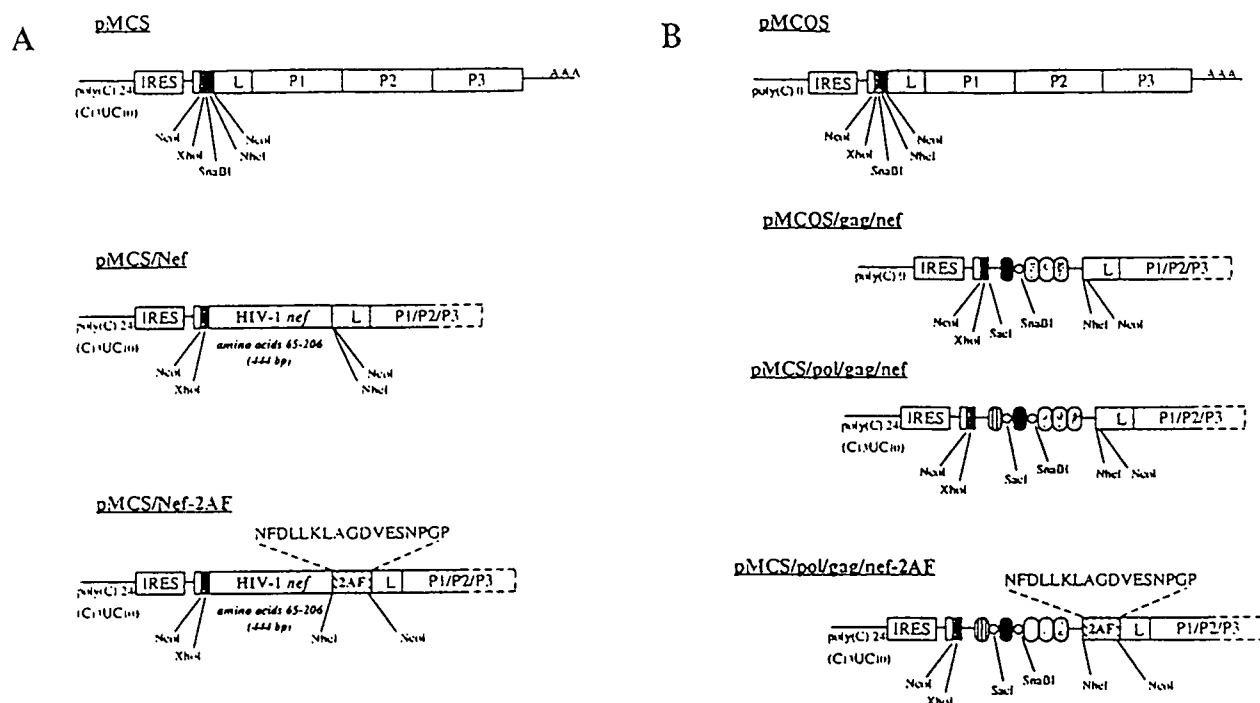 A
pMCS
IRES
L
P1
P2
P3
AAA
poly(C) 24
NcoI
XhoI
SnaBI
NheI
NcoI
pMCS/Nef
IRES
HIV-1 nef
L
P1/P2/P3
poly(C) 24
amino acids 65-206
(444 bp)
NcoI
XhoI
NcoI
NheI
pMCS/Nef-2AF
NFDLLKLAGDVESNPGP
IRES
HIV-1 nef
2AF
L
P1/P2/P3
poly(C) 24
amino acids 65-206
(444 bp)
NcoI
XhoI
NheI
NcoI
B
pMCOS
IRES
L
P1
P2
P3
AAA
NcoI
XhoI
SnaBI
NheI
NcoI
pMCOS/gag/nef
IRES
L
P1/P2/P3
NcoI
XhoI
SacI
SnaBI
NheI
NcoI
pMCS/pol/gag/nef
IRES
L
P1/P2/P3
poly(C) 24
NcoI
XhoI
SacI
SnaBI
NheI
NcoI
pMCS/pol/gag/nef-2AF
NFDLLKLAGDVESNPGP
IRES
2AF
L
P1/P2/P3
poly(C) 24
NcoI
XhoI
SacI
SnaBI
NheI
NcoI